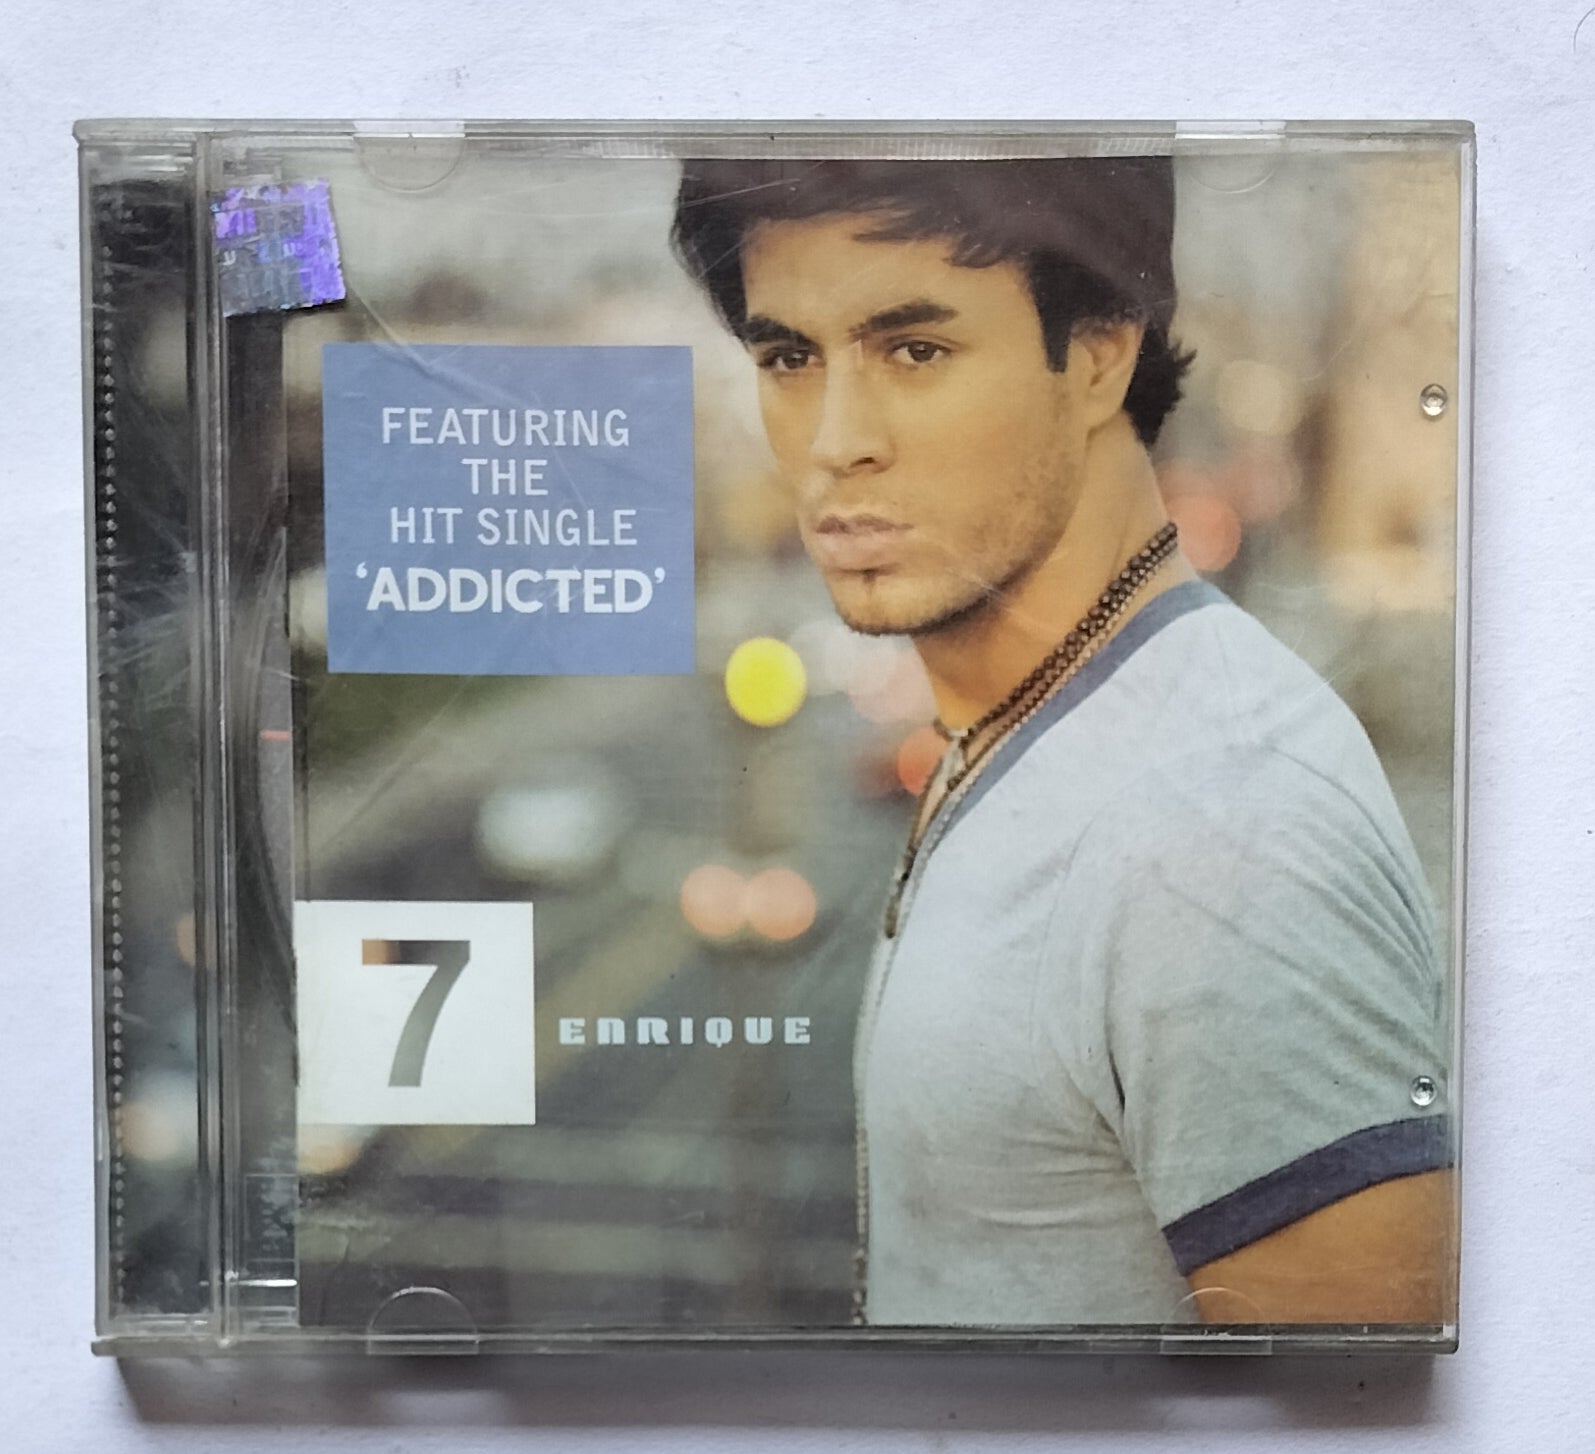 FEATURING
THE
HIT SINGLE
‘ADDICTED’
7
ENRIQUE